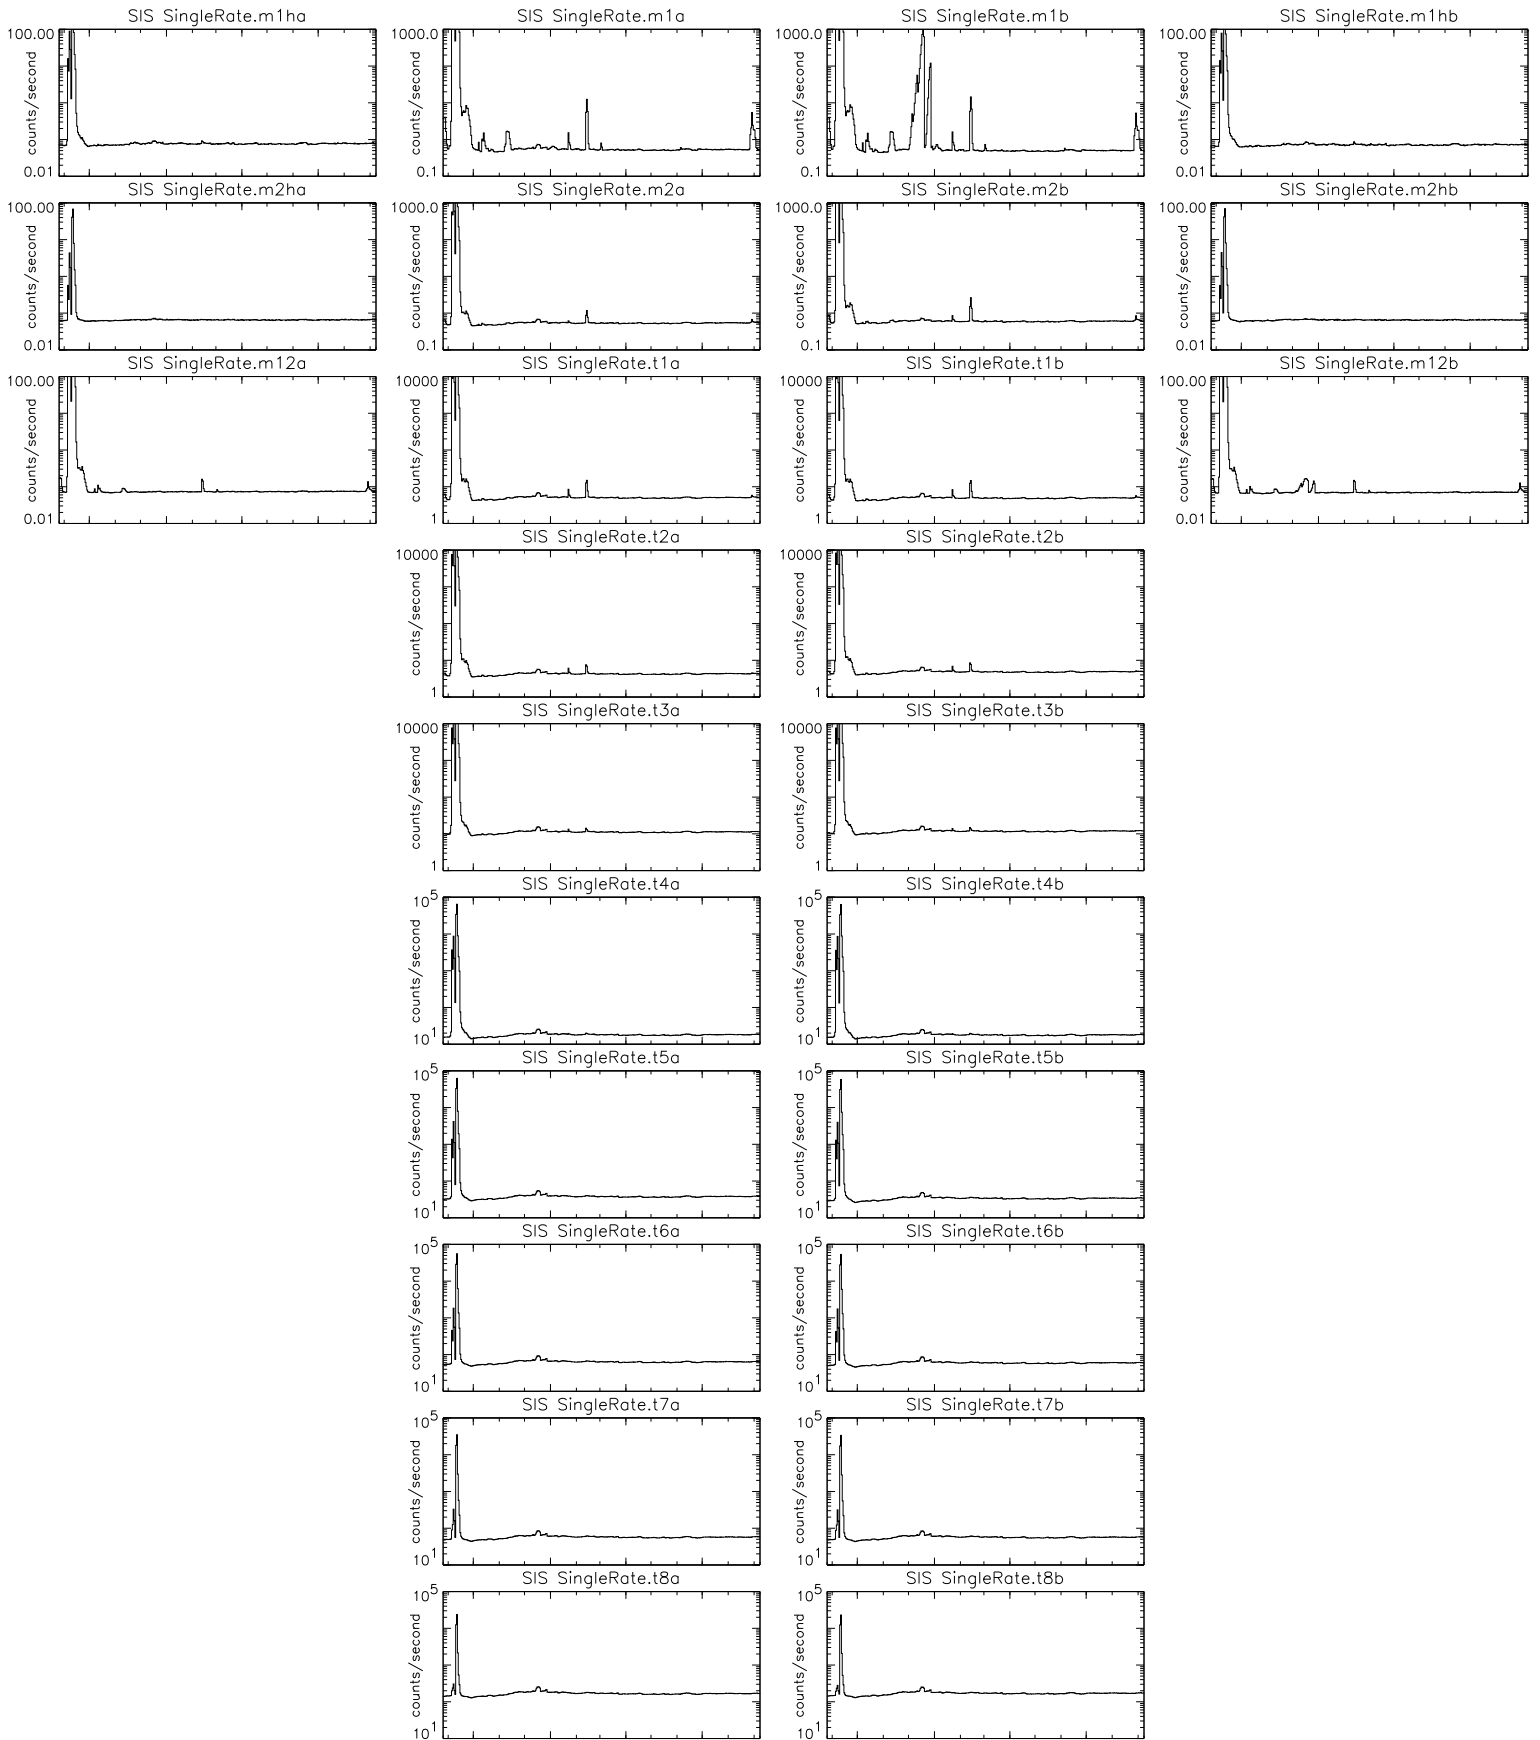 SIS SingleRate.m1ha
100.00
counts/second
0.01
SIS SingleRate.m1a
1000.0
counts/second
0.1
SIS SingleRate.m1b
1000.0
counts/second
0.1
SIS SingleRate.m1hb
100.00
counts/second
0.01
SIS SingleRate.m2ha
100.00
counts/second
0.01
SIS SingleRate.m2a
1000.0
counts/second
0.1
SIS SingleRate.m2b
1000.0
counts/second
0.1
SIS SingleRate.m2hb
100.00
counts/second
0.01
SIS SingleRate.m12a
100.00
counts/second
0.01
SIS SingleRate.t1a
10000
counts/second
1
SIS SingleRate.t1b
10000
counts/second
1
SIS SingleRate.m12b
100.00
counts/second
0.01
SIS SingleRate.t2a
10000
counts/second
1
SIS SingleRate.t2b
10000
counts/second
1
SIS SingleRate.t3a
10000
counts/second
1
SIS SingleRate.t3b
10000
counts/second
1
SIS SingleRate.t4a
10^5
counts/second
10^1
SIS SingleRate.t4b
10^5
counts/second
10^1
SIS SingleRate.t5a
10^5
counts/second
10^1
SIS SingleRate.t5b
10^5
counts/second
10^1
SIS SingleRate.t6a
10^5
counts/second
10^1
SIS SingleRate.t6b
10^5
counts/second
10^1
SIS SingleRate.t7a
10^5
counts/second
10^1
SIS SingleRate.t7b
10^5
counts/second
10^1
SIS SingleRate.t8a
10^5
counts/second
10^1
SIS SingleRate.t8b
10^5
counts/second
10^1